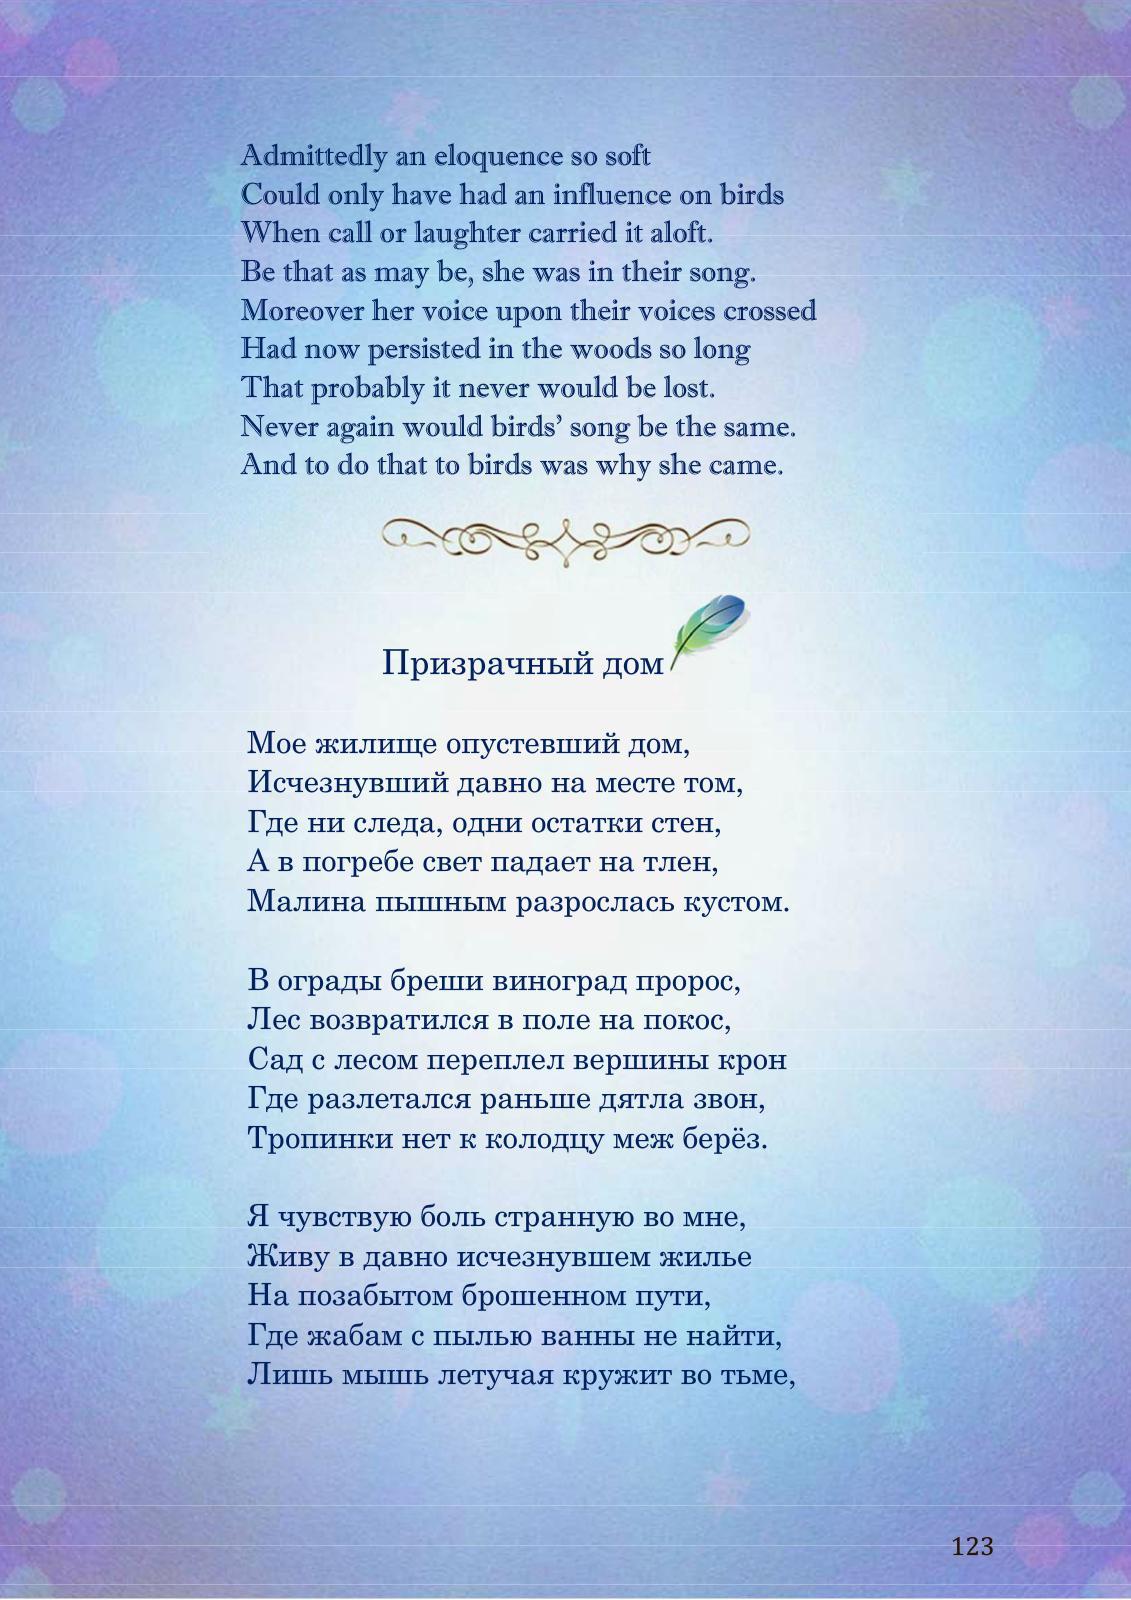 Admittedly an eloquence so soft
Could only have had an influence on birds
When call or laughter carried it aloft.
Be that as may be, she was in their song.
Moreover her voice upon their voices crossed
Had now persisted in the woods so long
That probably it never would be lost.
Never again would birds’ song be the same.
And to do that to birds was why she came.
Призрачный дом
Мое жилище опустевший дом,
Исчезнувший давно на месте том,
Где ни следа, одни остатки стен,
А в погребе свет падает на тлен,
Малина пышным разрослась кустом.
В ограды бреши виноград пророс,
Лес возвратился в поле на покос,
Сад с лесом переплел вершины крон
Где разлетался раньше дятла звон,
Тропинки нет к колодцу меж берёз.
Я чувствую боль странную во мне,
Живу в давно исчезнувшем жилье
На позабытом брошенном пути,
Где жабам с пылью ванны не найти,
Лишь мышь летучая кружит во тьме,
123